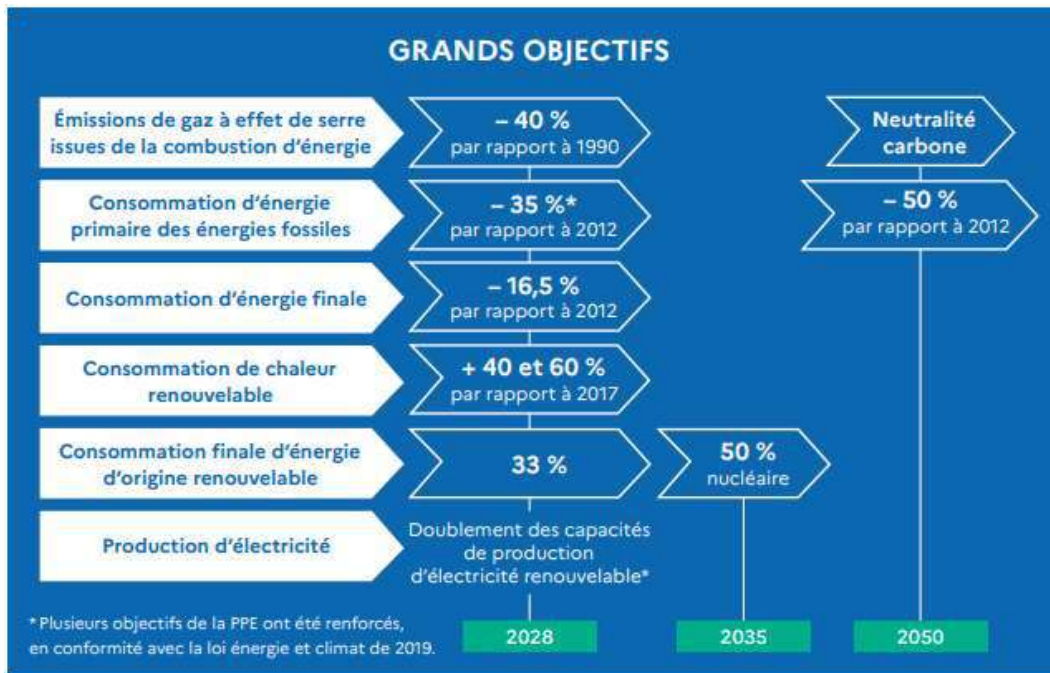 GRANDS OBJECTIFS
Émissions de gaz à effet de serre
issues de la combustion d'énergie
– 40 %
par rapport à 1990
Neutralité
carbone
Consommation d'énergie
primaire des énergies fossiles
– 35 %*
par rapport à 2012
– 50 %
par rapport à 2012
Consommation d'énergie finale
– 16,5 %
par rapport à 2012
Consommation de chaleur
renouvelable
+ 40 et 60 %
par rapport à 2017
Consommation finale d'énergie
d'origine renouvelable
33 %
50 %
nucléaire
Production d'électricité
Doublement des capacités
de production
d'électricité renouvelable*
* Plusieurs objectifs de la PPE ont été renforcés,
en conformité avec la loi énergie et climat de 2019.
2028
2035
2050